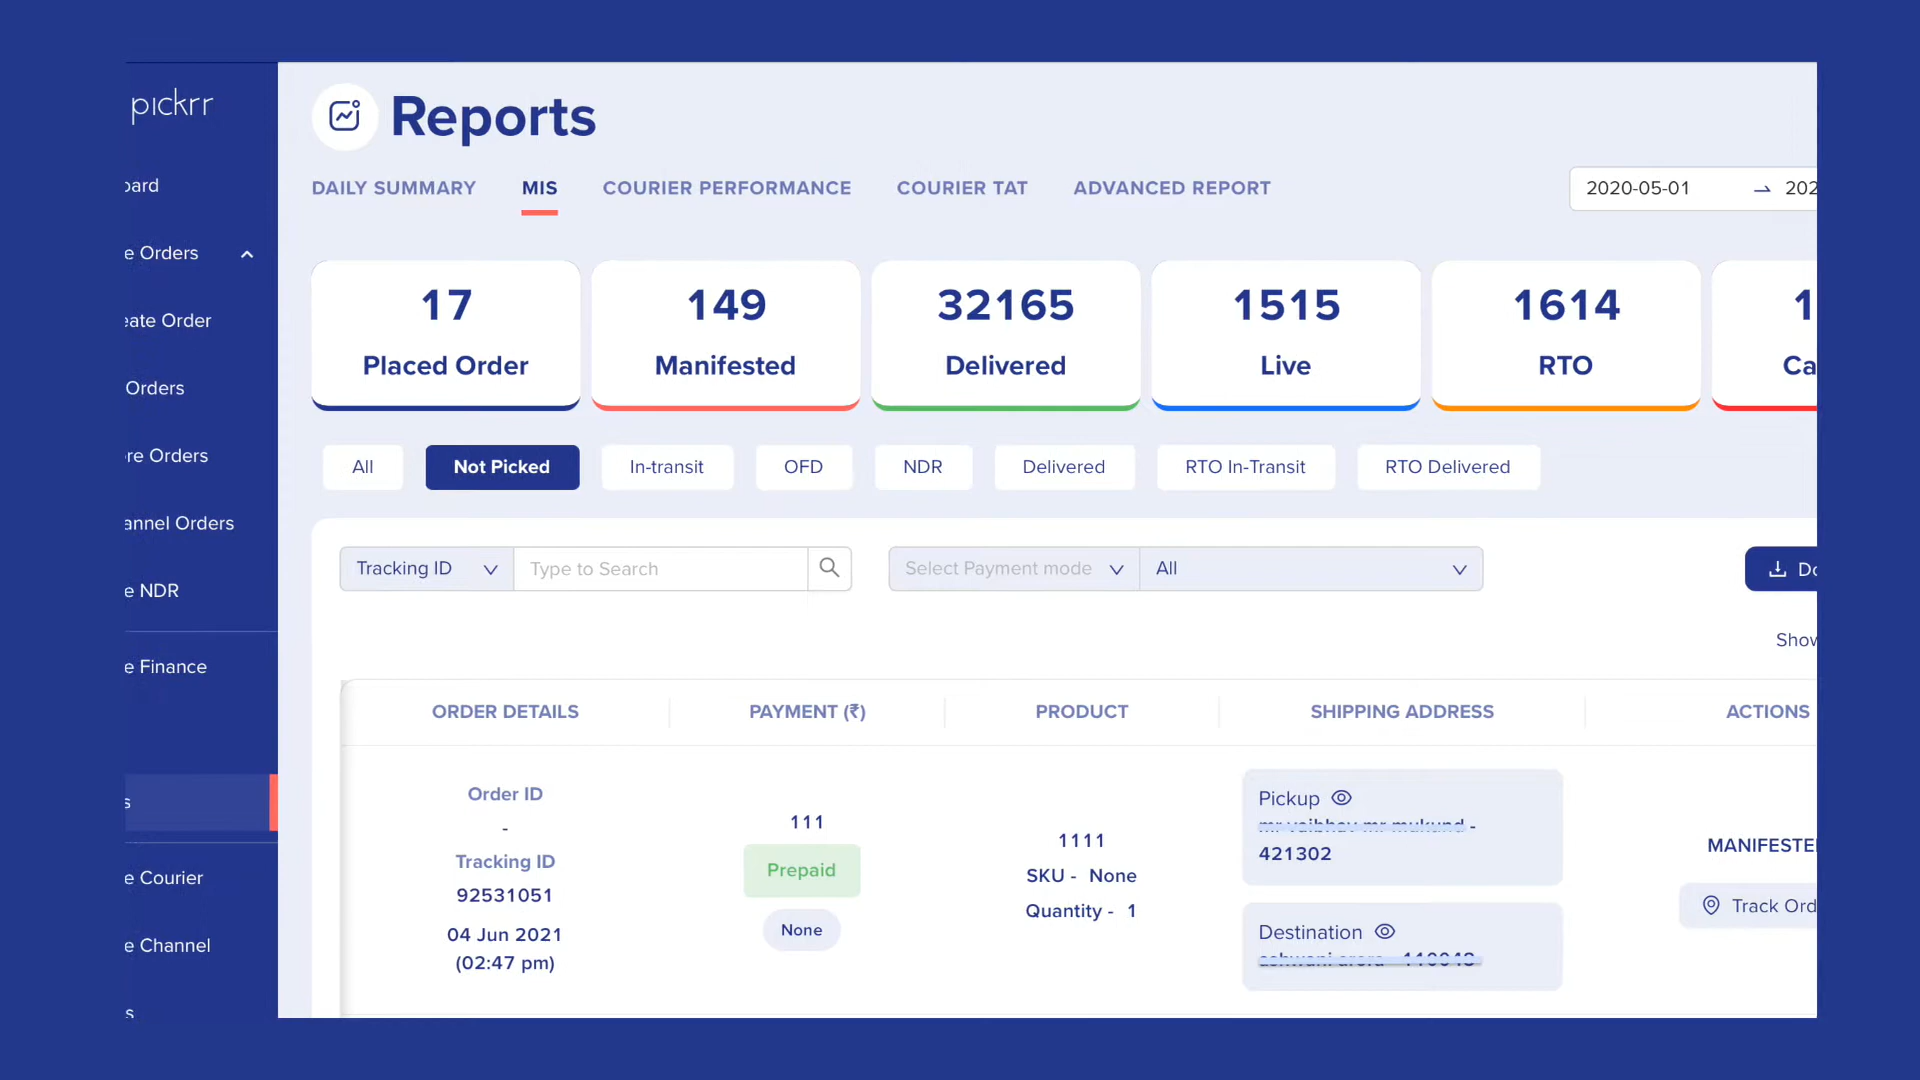 pickrr
oard
e Orders
eate Order
Orders
re Orders
annel Orders
e NDR
e Finance
s
e Courier
e Channel
s
Reports
DAILY SUMMARY MIS COURIER PERFORMANCE COURIER TAT ADVANCED REPORT
2020-05-01 → 202
17 149 32165 1515 1614 1
Placed Order Manifested Delivered Live RTO Ca
All Not Picked In-transit OFD NDR Delivered RTO In-Transit RTO Delivered
Tracking ID Type to Search Select Payment mode All Do
Show
ORDER DETAILS PAYMENT (₹) PRODUCT SHIPPING ADDRESS ACTIONS
Order ID
-
Tracking ID
92531051
04 Jun 2021
(02:47 pm)
111
Prepaid
None
1111
SKU - None
Quantity - 1
Pickup
-
421302
Destination
MANIFESTE
Track Ord